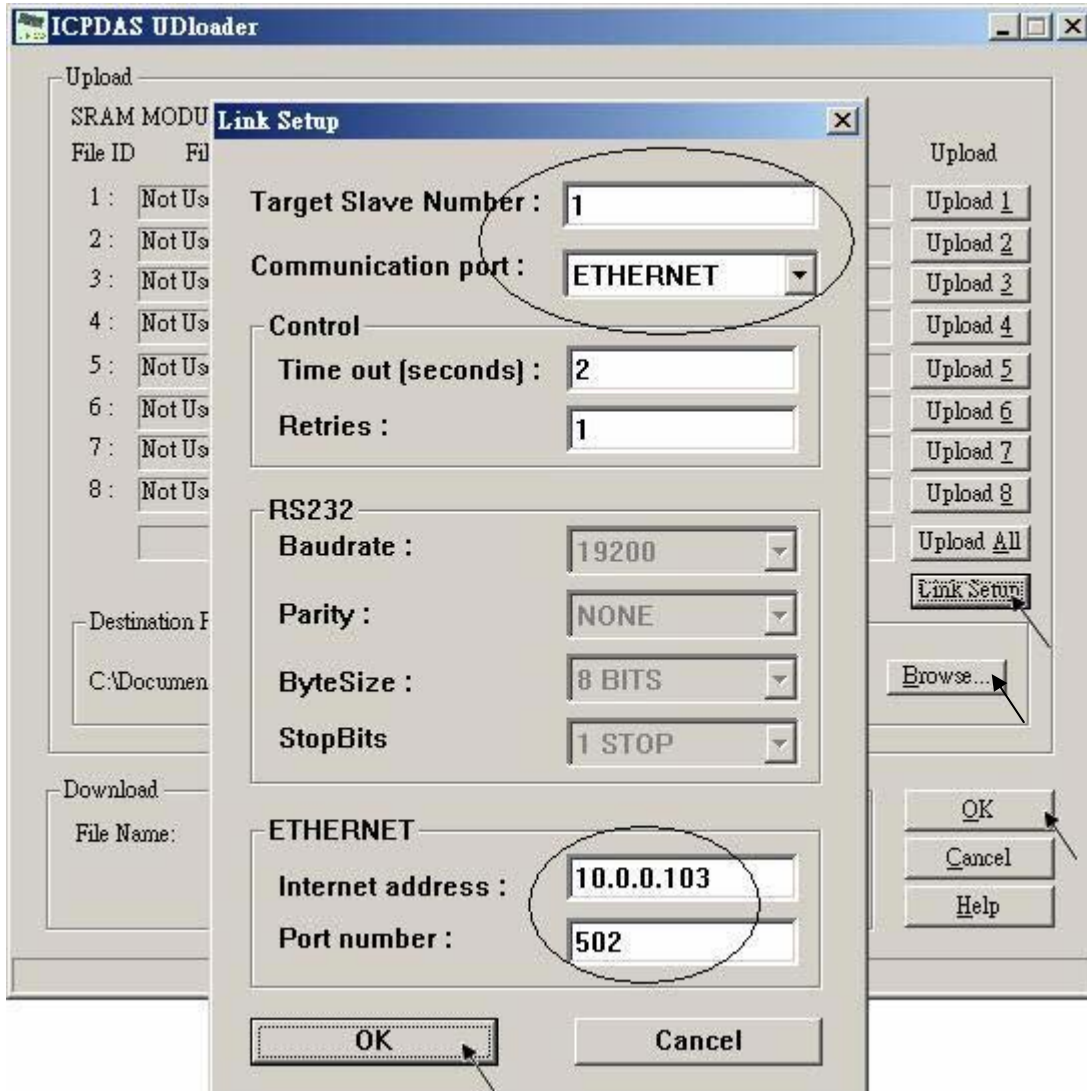 ICPDAS UDloader
Upload
SRAM MODU
File ID Fil Upload
1 : Not Us Upload 1
2 : Not Us Upload 2
3 : Not Us Upload 3
4 : Not Us Upload 4
5 : Not Us Upload 5
6 : Not Us Upload 6
7 : Not Us Upload 7
8 : Not Us Upload 8
Upload All
Link Setup
Destination F
C:\Documen Browse...
Download
File Name:
OK
Cancel
Help
Link Setup
Target Slave Number : 1
Communication port : ETHERNET
Control
Time out (seconds) : 2
Retries : 1
RS232
Baudrate : 19200
Parity : NONE
ByteSize : 8 BITS
StopBits 1 STOP
ETHERNET
Internet address : 10.0.0.103
Port number : 502
OK Cancel